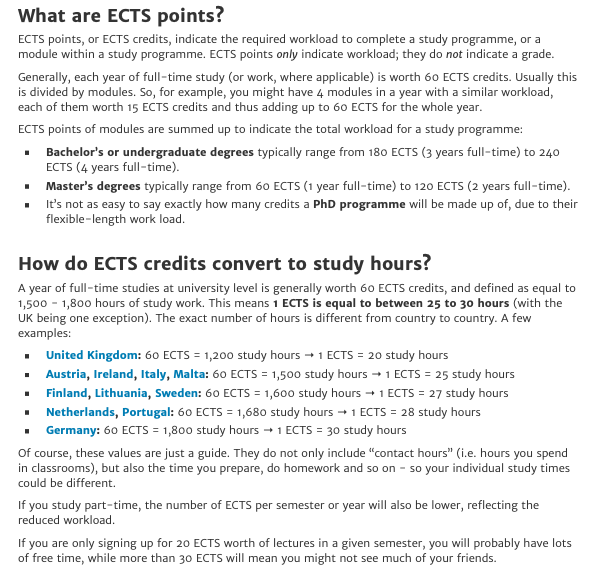 What are ECTS points?
ECTS points, or ECTS credits, indicate the required workload to complete a study programme, or a
module within a study programme. ECTS points only indicate workload; they do not indicate a grade.
Generally, each year of full-time study (or work, where applicable) is worth 60 ECTS credits. Usually this
is divided by modules. So, for example, you might have 4 modules in a year with a similar workload,
each of them worth 15 ECTS credits and thus adding up to 60 ECTS for the whole year.
ECTS points of modules are summed up to indicate the total workload for a study programme:
▪ Bachelor's or undergraduate degrees typically range from 180 ECTS (3 years full-time) to 240
ECTS (4 years full-time).
▪ Master's degrees typically range from 60 ECTS (1 year full-time) to 120 ECTS (2 years full-time).
▪ It's not as easy to say exactly how many credits a PhD programme will be made up of, due to their
flexible-length work load.
How do ECTS credits convert to study hours?
A year of full-time studies at university level is generally worth 60 ECTS credits, and defined as equal to
1,500 – 1,800 hours of study work. This means 1 ECTS is equal to between 25 to 30 hours (with the
UK being one exception). The exact number of hours is different from country to country. A few
examples:
▪ United Kingdom: 60 ECTS = 1,200 study hours → 1 ECTS = 20 study hours
▪ Austria, Ireland, Italy, Malta: 60 ECTS = 1,500 study hours → 1 ECTS = 25 study hours
▪ Finland, Lithuania, Sweden: 60 ECTS = 1,600 study hours → 1 ECTS = 27 study hours
▪ Netherlands, Portugal: 60 ECTS = 1,680 study hours → 1 ECTS = 28 study hours
▪ Germany: 60 ECTS = 1,800 study hours → 1 ECTS = 30 study hours
Of course, these values are just a guide. They do not only include "contact hours" (i.e. hours you spend
in classrooms), but also the time you prepare, do homework and so on – so your individual study times
could be different.
If you study part-time, the number of ECTS per semester or year will also be lower, reflecting the
reduced workload.
If you are only signing up for 20 ECTS worth of lectures in a given semester, you will probably have lots
of free time, while more than 30 ECTS will mean you might not see much of your friends.